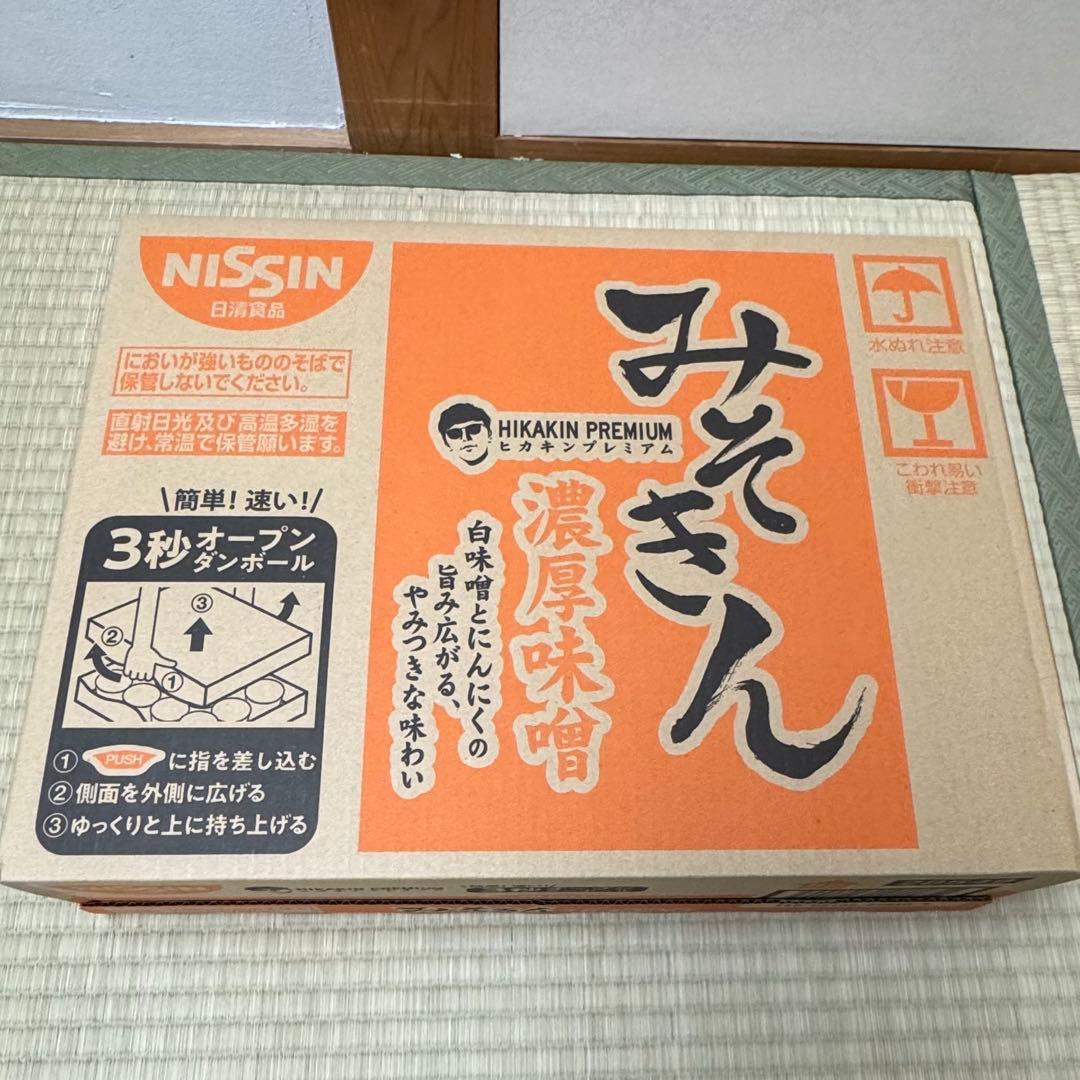 NISSIN
日清食品
においが強いもののそばで
保管しないでください。
直射日光及び高温多湿を
避け、常温で保管願います。
簡単!速い!
3秒オープン
ダンボール
③
②
①
① PUSH に指を差し込む
② 側面を外側に広げる
③ ゆっくりと上に持ち上げる
みそきん
HIKAKIN PREMIUM
ヒカキンプレミアム
濃厚味噌
白味噌とにんにくの
旨み広がる、
やみつきな味わい
水ぬれ注意
こわれ易い
衝撃注意